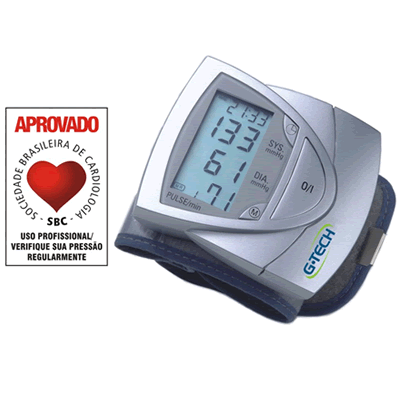 APROVADO
SOCIEDADE BRASILEIRA DE CARDIOLOGIA
SBC
USO PROFISSIONAL/
VERIFIQUE SUA PRESSÃO
REGULARMENTE
21:33
133
SYS.
mmHg
61
DIA.
mmHg
71
PULSE/min
M
0/I
G-TECH